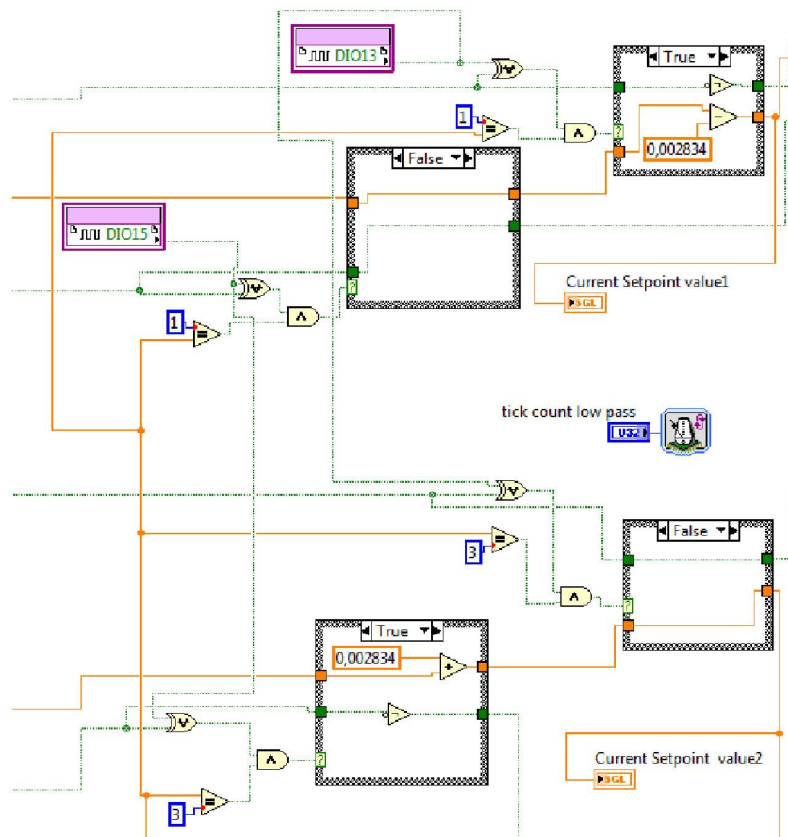 DIO13
True
1
=
0,002834
False
DIO15
Current Setpoint value1
SGL
1
=
tick count low pass
U32
=
3
False
True
0,002834
+
Current Setpoint value2
SGL
=
3